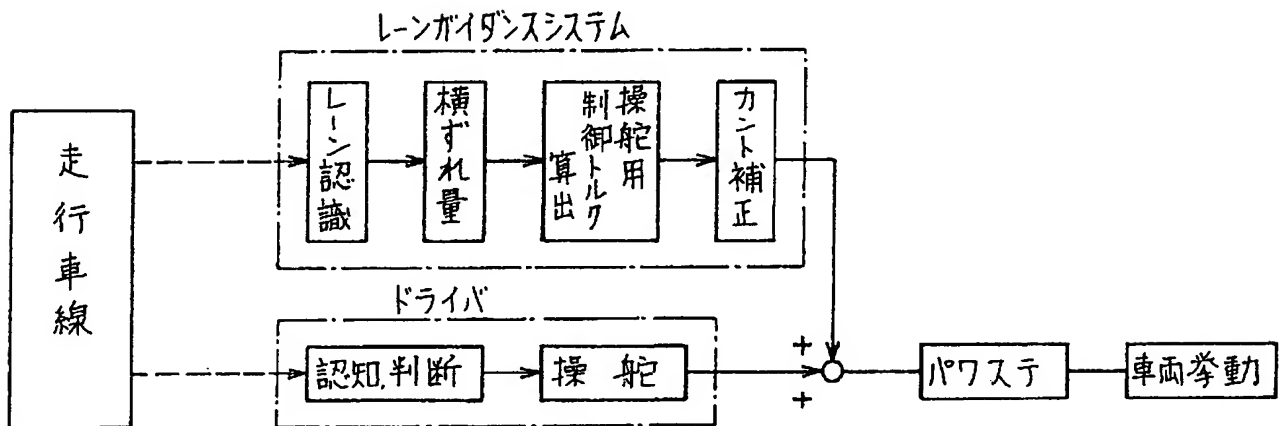 レーンガイダンスシステム
走行車線
レーン認識
横ずれ量
操舵用
制御トルク
算出
カント補正
ドライバ
認知,判断
操舵
+
+
パワステ
車両挙動